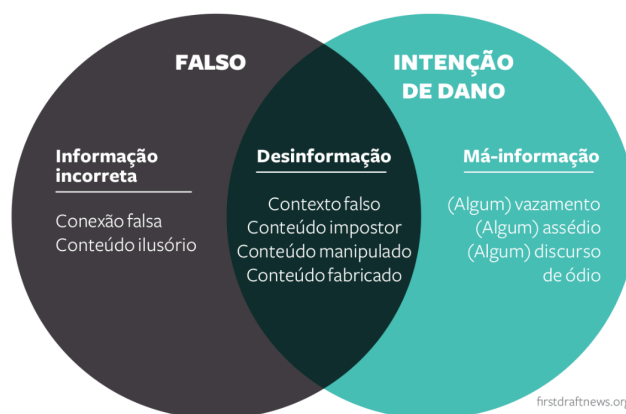 FALSO
INTENÇÃO
DE DANO
Informação
incorreta
Conexão falsa
Conteúdo ilusório
Desinformação
Contexto falso
Conteúdo impostor
Conteúdo manipulado
Conteúdo fabricado
Má-informação
(Algum) vazamento
(Algum) assédio
(Algum) discurso
de ódio
firstdraftnews.org